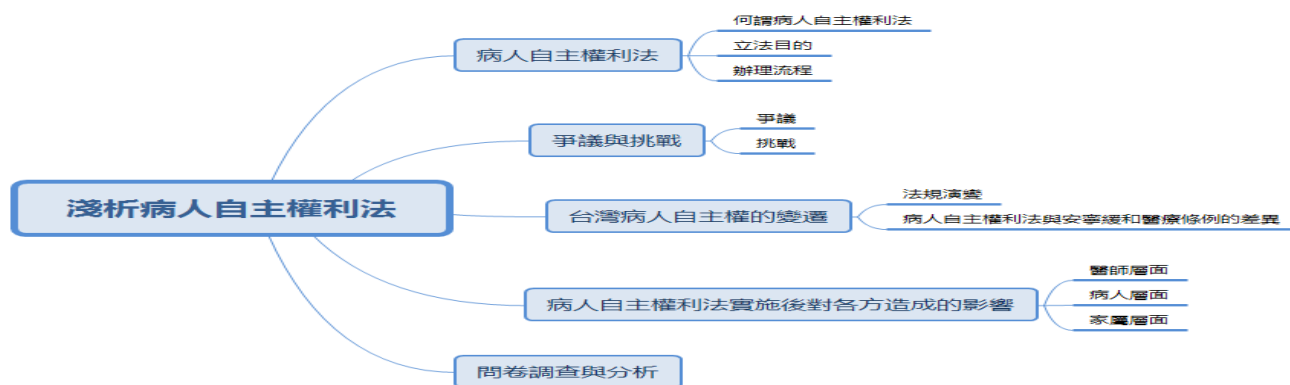 淺析病人自主權利法
病人自主權利法
何謂病人自主權利法
立法目的
辦理流程
爭議與挑戰
爭議
挑戰
台灣病人自主權的變遷
法規演變
病人自主權利法與安寧緩和醫療條例的差異
病人自主權利法實施後對各方造成的影響
醫師層面
病人層面
家屬層面
問卷調查與分析